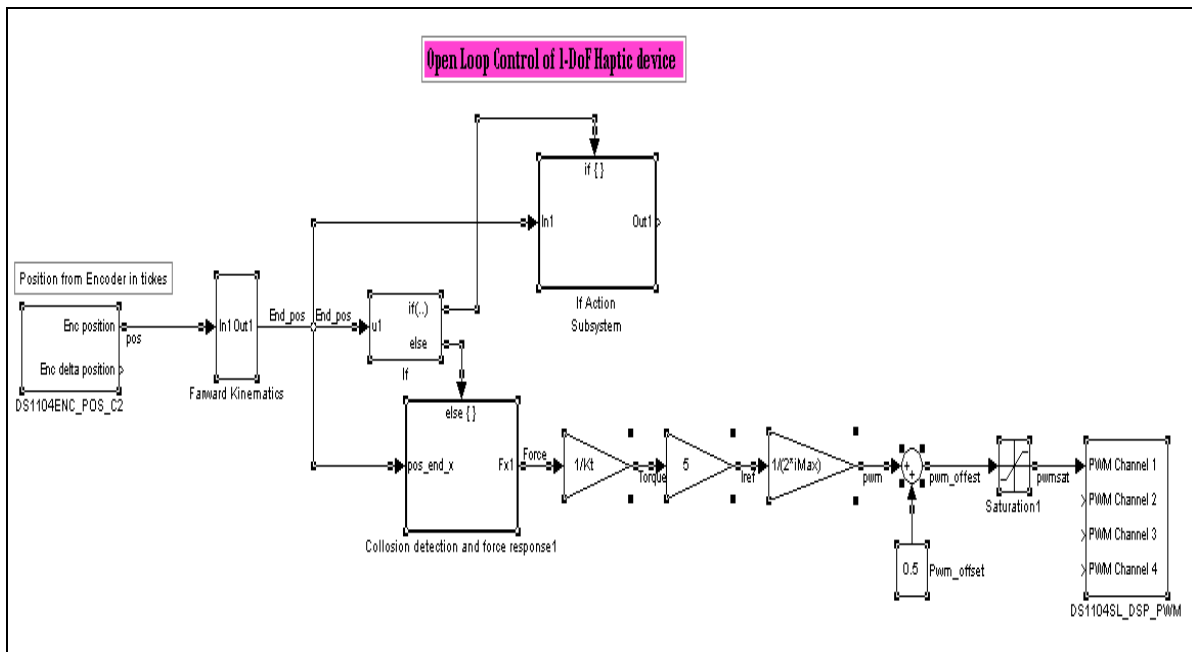 Open Loop Control of 1-DoF Haptic device
if { }
In1
Out1
If Action
Subsystem
Position from Encoder in tickes
Enc position
pos
Enc delta position
DS1104ENC_POS_C2
In1 Out1
Farward Kinematics
End_pos
End_pos
u1
if(..)
else
If
else { }
pos_end_x
Fx1
Collosion detection and force response1
Force
1/Kt
Torque
5
Iref
1/(2*iMax)
pwm
+
+
pwm_offest
0.5
Pwm_offset
Saturation1
pwmsat
PWM Channel 1
PWM Channel 2
PWM Channel 3
PWM Channel 4
DS1104SL_DSP_PWM